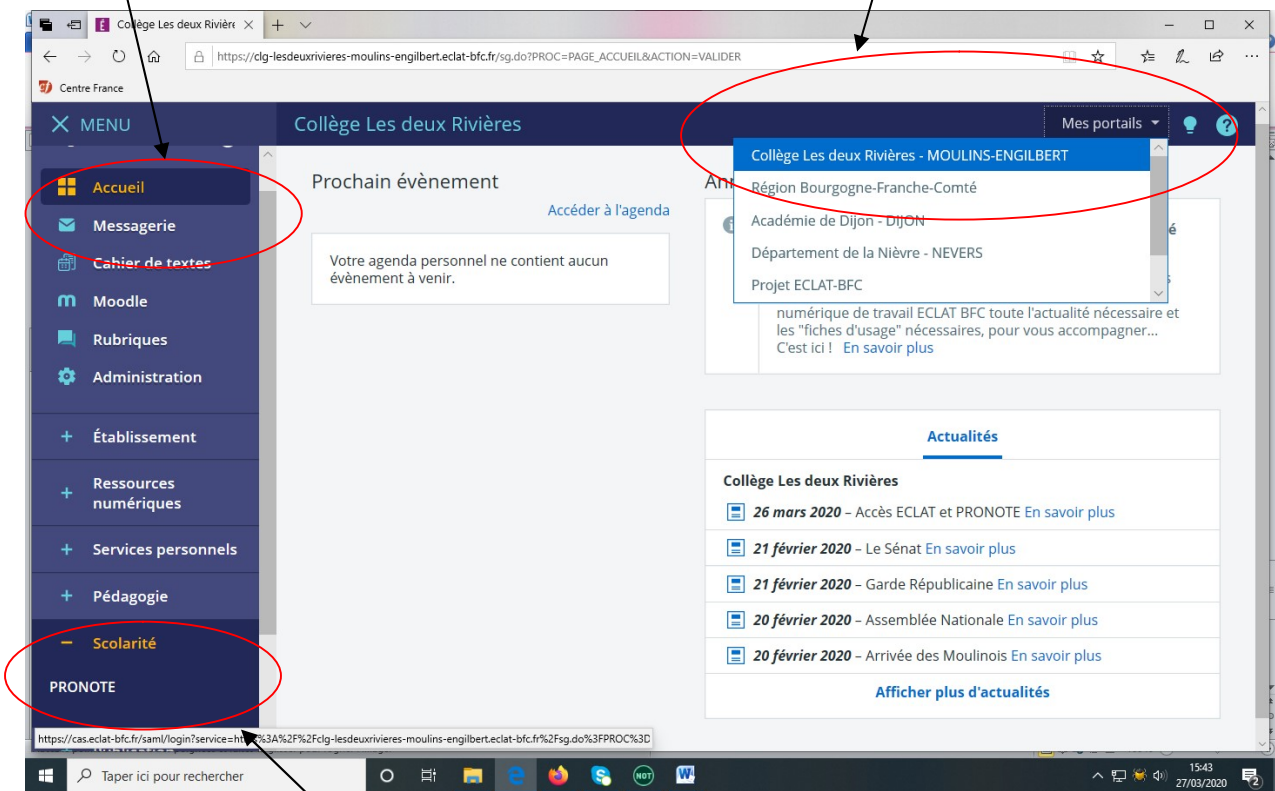 Collège Les deux Rivière
https://clg-lesdeuxrivieres-moulins-engilbert.eclat-bfc.fr/sg.do?PROC=PAGE_ACCUEIL&ACTION=VALIDER
Centre France
MENU
Collège Les deux Rivières
Mes portails
Collège Les deux Rivières - MOULINS-ENGILBERT
Région Bourgogne-Franche-Comté
Académie de Dijon - DIJON
Département de la Nièvre - NEVERS
Projet ECLAT-BFC
Accueil
Messagerie
Cahier de textes
Moodle
Rubriques
Administration
Établissement
Ressources
numériques
Services personnels
Pédagogie
Scolarité
PRONOTE
Prochain évènement
Accéder à l'agenda
Votre agenda personnel ne contient aucun
évènement à venir.
numérique de travail ECLAT BFC toute l'actualité nécessaire et
les "fiches d'usage" nécessaires, pour vous accompagner...
C'est ici ! En savoir plus
Actualités
Collège Les deux Rivières
26 mars 2020 – Accès ECLAT et PRONOTE En savoir plus
21 février 2020 – Le Sénat En savoir plus
21 février 2020 – Garde Républicaine En savoir plus
20 février 2020 – Assemblée Nationale En savoir plus
20 février 2020 – Arrivée des Moulinois En savoir plus
Afficher plus d'actualités
Taper ici pour rechercher
NOT
15:43
27/03/2020
2